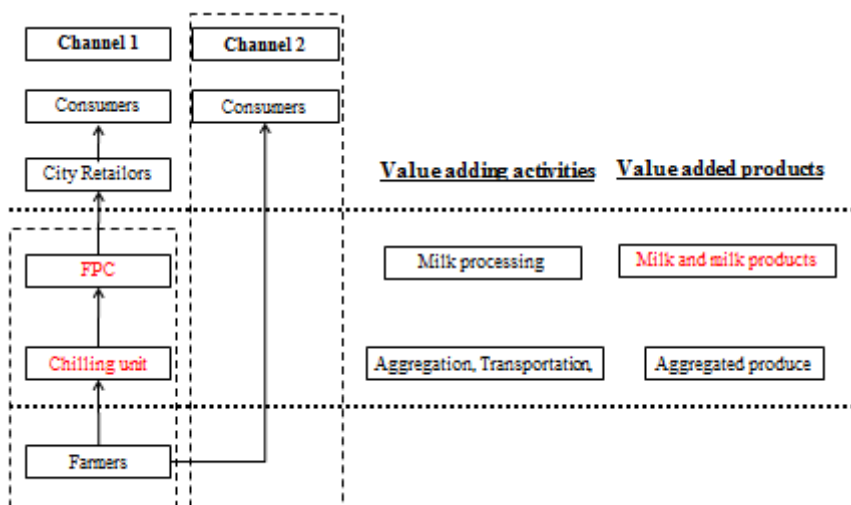 Channel 1
Channel 2
Consumers
Consumers
City Retailors
Value adding activities
Value added products
FPC
Milk processing
Milk and milk products
Chilling unit
Aggregation, Transportation,
Aggregated produce
Farmers